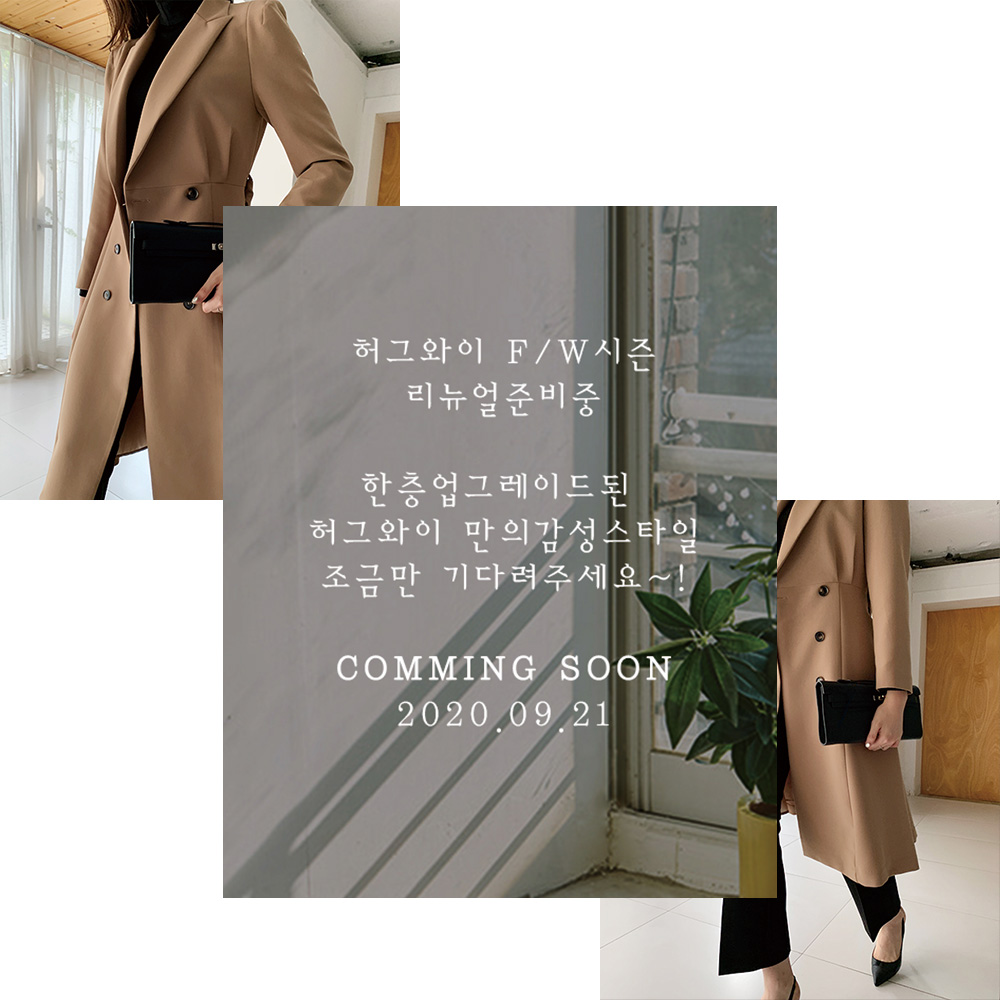 허그와이 F/W시즌
리뉴얼준비중
한층업그레이드된
허그와이 만의감성스타일
조금만 기다려주세요~!
COMMING SOON
2020.09.21